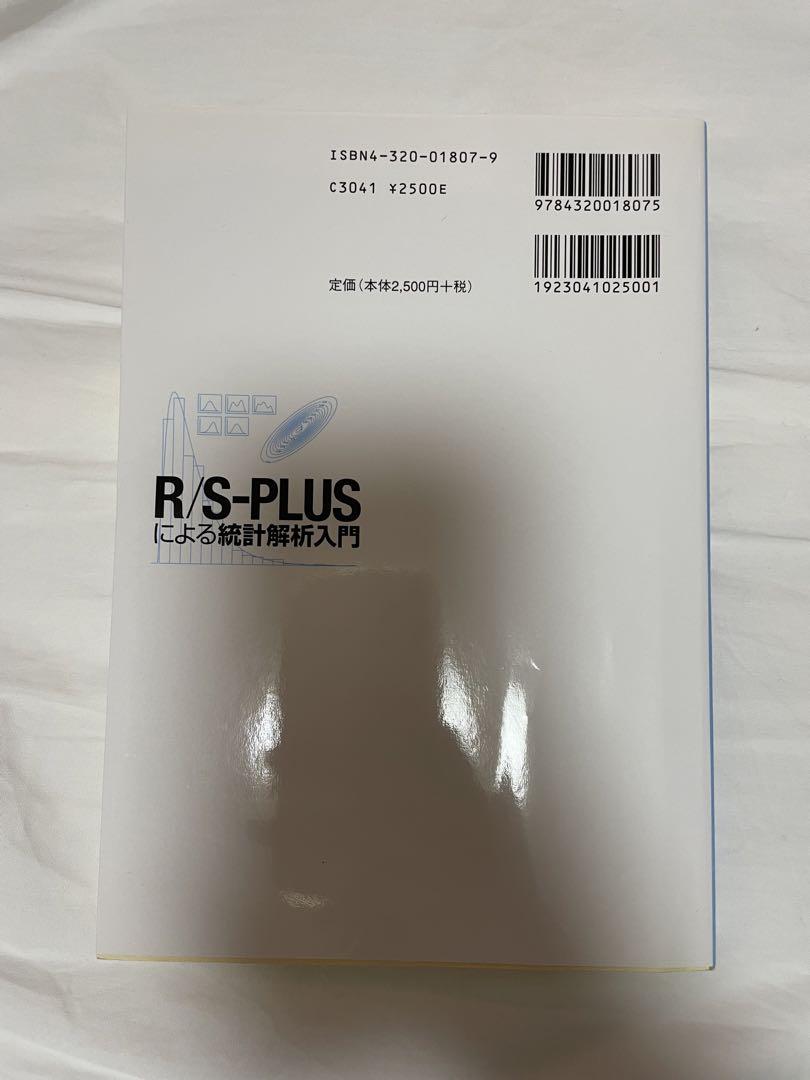 ISBN4-320-01807-9
C3041 ¥2500E
9784320018075
定価(本体2,500円+税)
1923041025001
R/S-PLUS
による統計解析入門